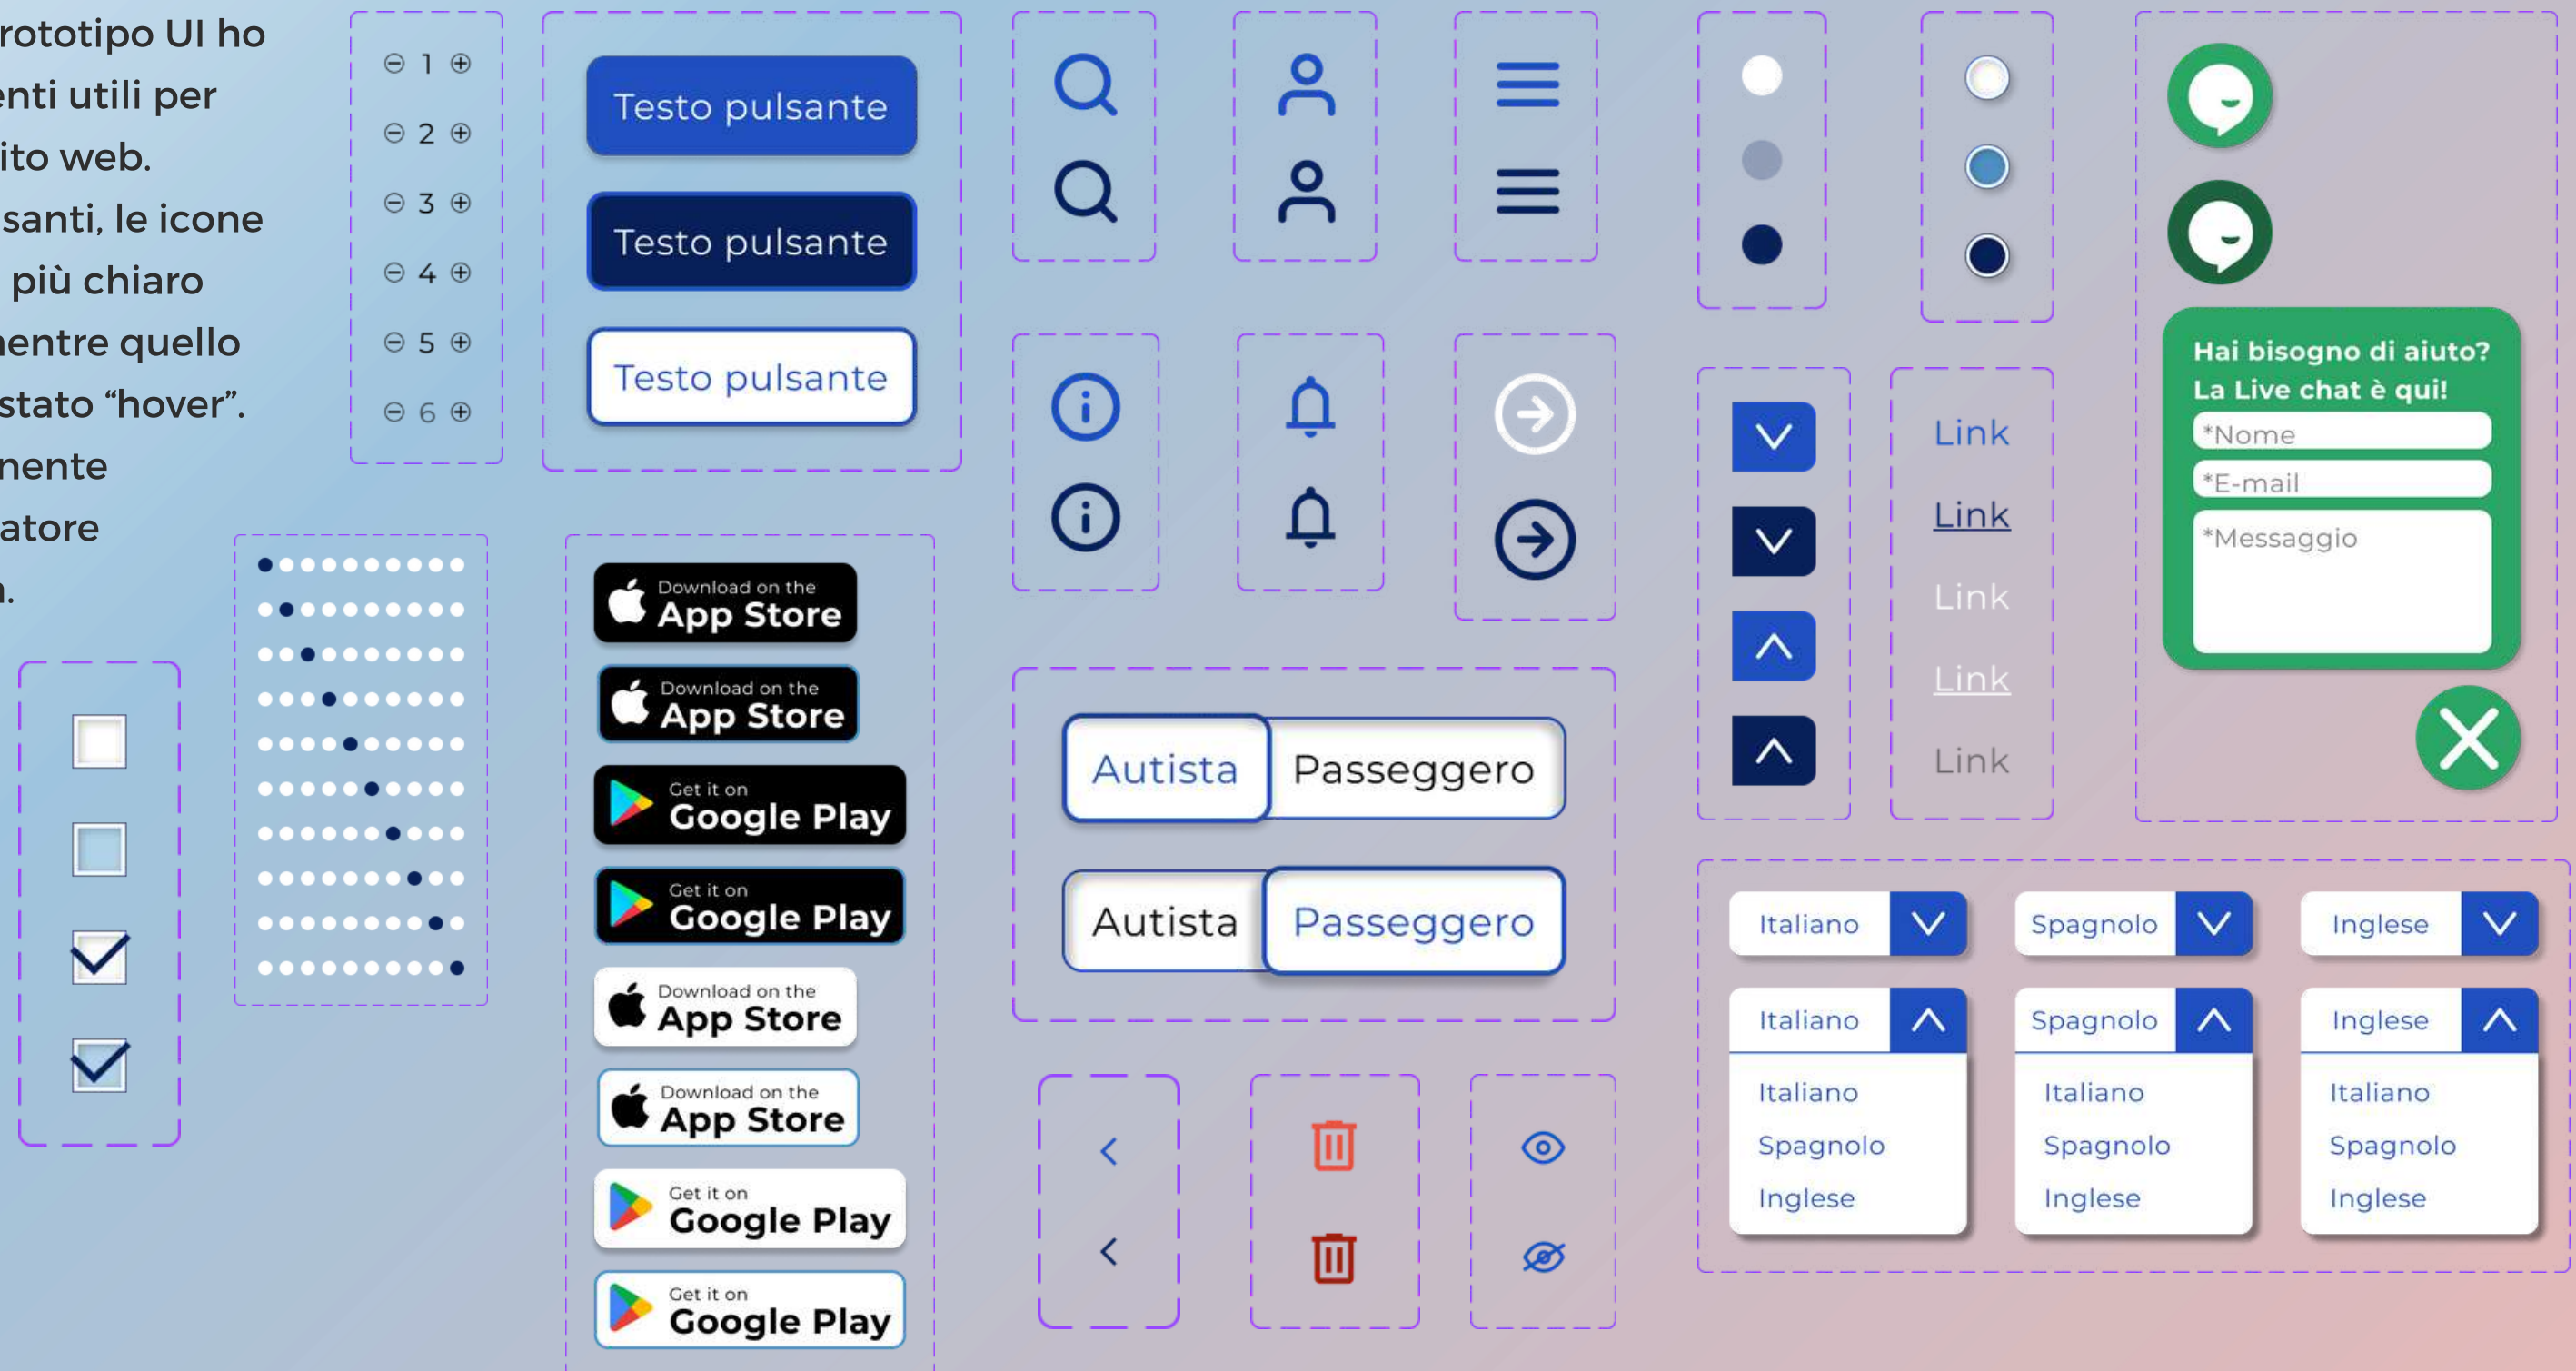 rototipo UI ho
enti utili per
ito web.
santi, le icone
più chiaro
nentre quello
stato “hover”.
nente
atore
1
2
3
4
5
6
Testo pulsante
Testo pulsante
Testo pulsante
Download on the
App Store
Download on the
App Store
Get it on
Google Play
Get it on
Google Play
Download on the
App Store
Download on the
App Store
Get it on
Google Play
Get it on
Google Play
Autista Passeggero
Autista Passeggero
Link
Link
Link
Link
Link
Hai bisogno di aiuto?
La Live chat è qui!
*Nome
*E-mail
*Messaggio
Italiano Spagnolo Inglese
Italiano Spagnolo Inglese
Italiano Italiano Italiano
Spagnolo Spagnolo Spagnolo
Inglese Inglese Inglese